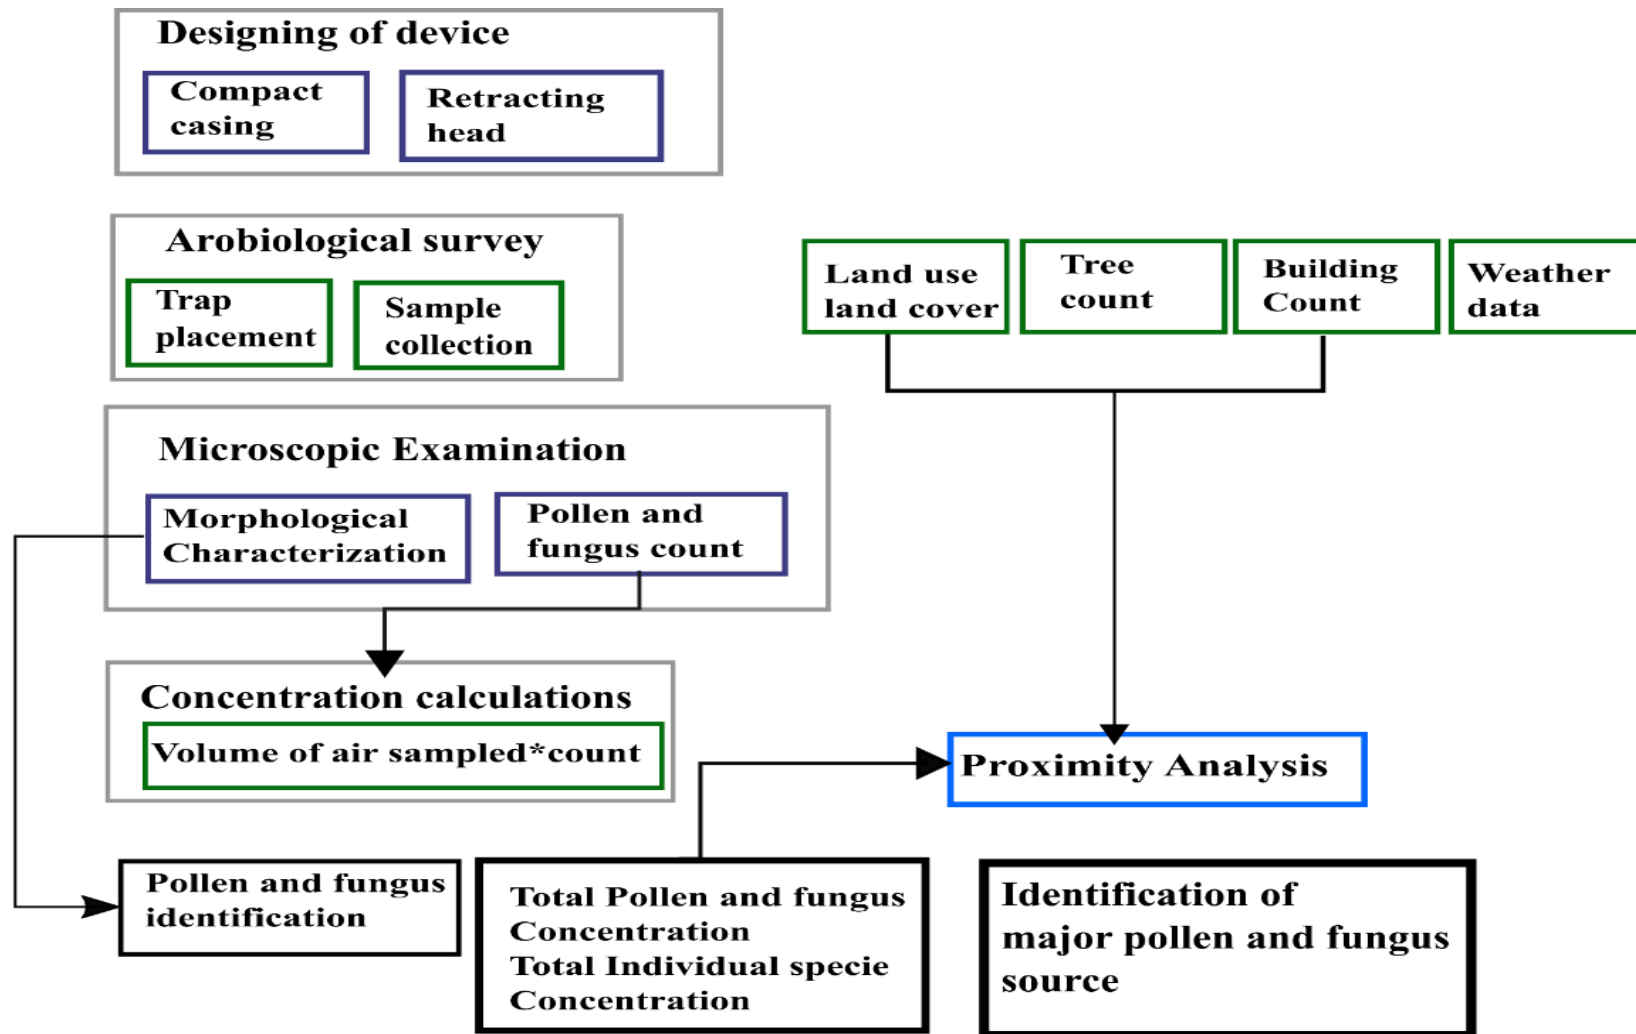 Designing of device
Compact
casing
Retracting
head
Arobiological survey
Trap
placement
Sample
collection
Land use
land cover
Tree
count
Building
Count
Weather
data
Microscopic Examination
Morphological
Characterization
Pollen and
fungus count
Concentration calculations
Volume of air sampled*count
Proximity Analysis
Pollen and fungus
identification
Total Pollen and fungus
Concentration
Total Individual specie
Concentration
Identification of
major pollen and fungus
source